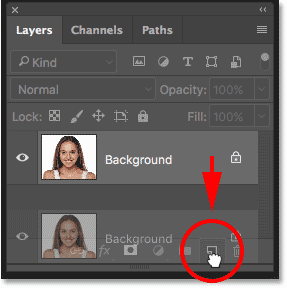 Layers Channels Paths
Kind
Normal Opacity: 100%
Lock: Fill: 100%
Background
Background
fx